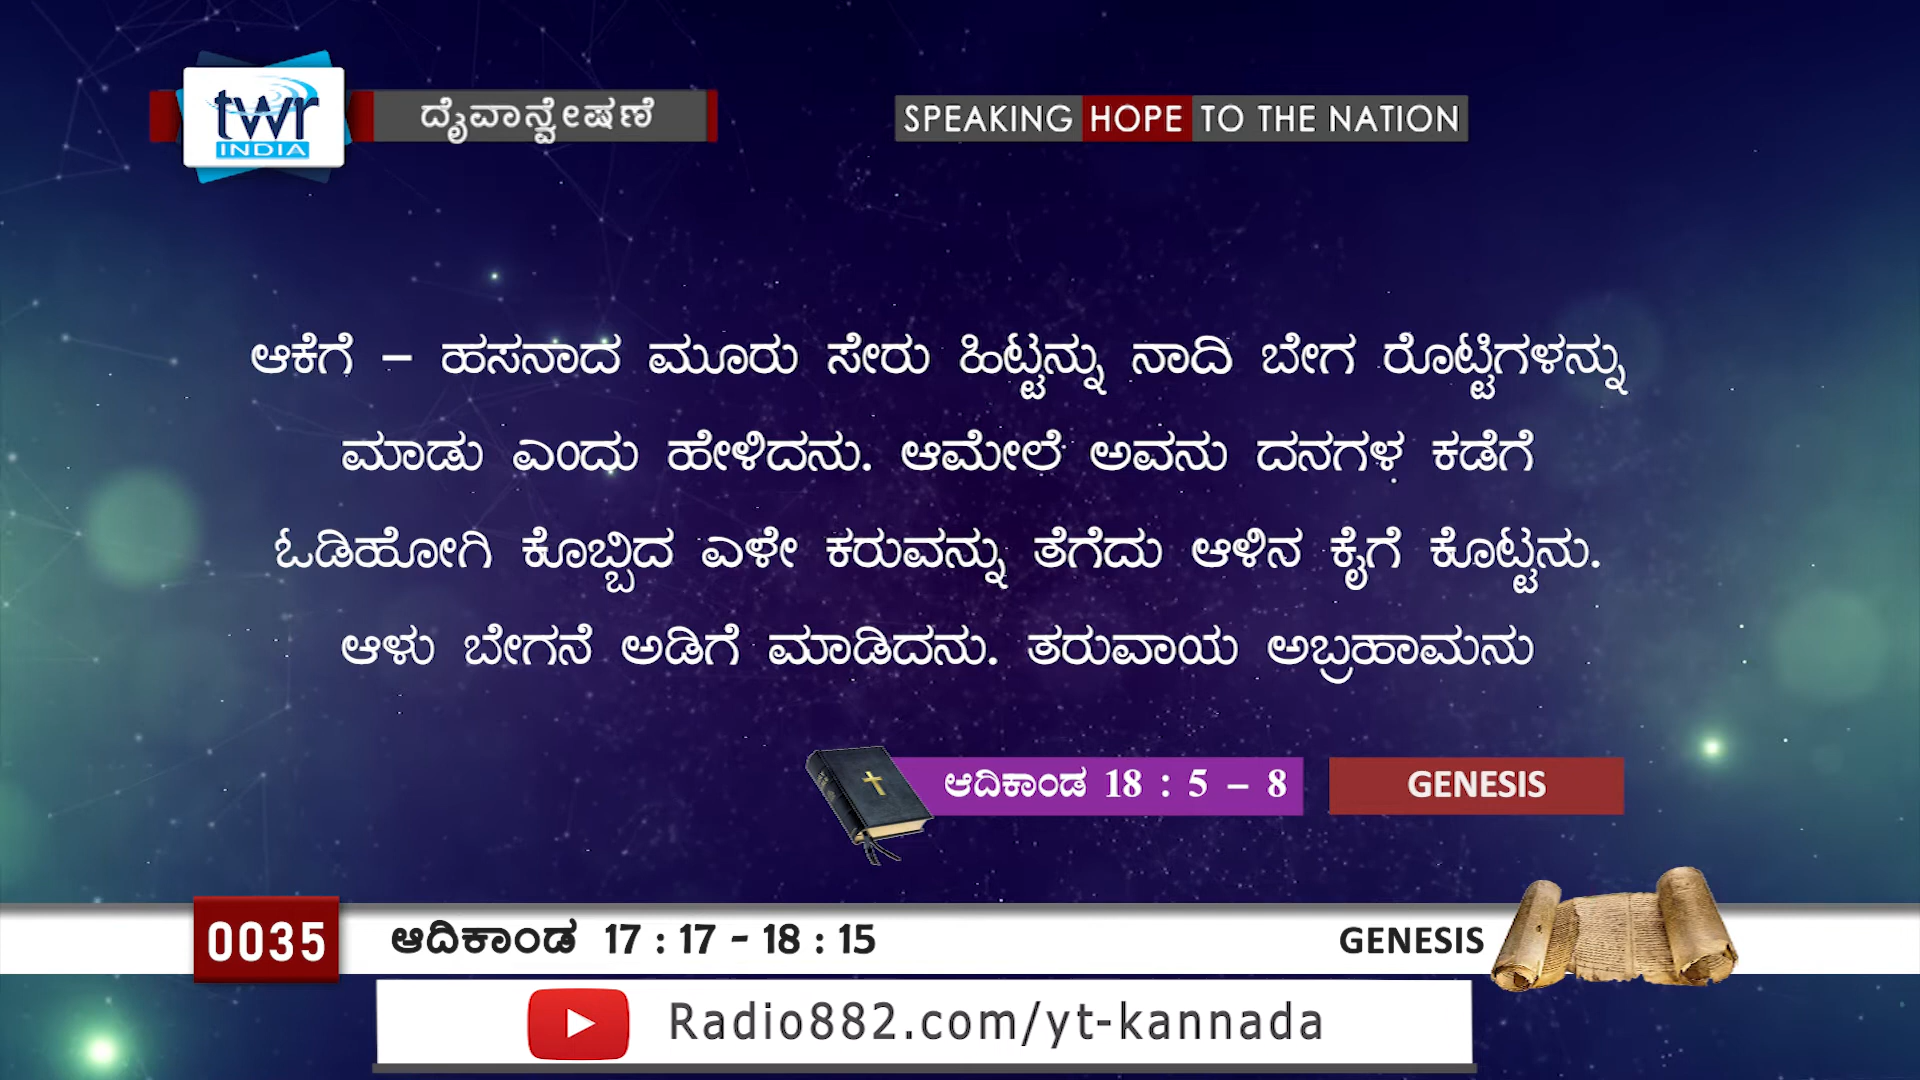 twr
INDIA
ದೈವಾನ್ವೇಷಣೆ
SPEAKING HOPE TO THE NATION
ಆಕೆಗೆ – ಹಸನಾದ ಮೂರು ಸೇರು ಹಿಟ್ಟನ್ನು ನಾದಿ ಬೇಗ ರೊಟ್ಟಿಗಳನ್ನು
ಮಾಡು ಎಂದು ಹೇಳಿದನು. ಆಮೇಲೆ ಅವನು ದನಗಳ ಕಡೆಗೆ
ಓಡಿಹೋಗಿ ಕೊಬ್ಬಿದ ಎಳೇ ಕರುವನ್ನು ತೆಗೆದು ಆಳಿನ ಕೈಗೆ ಕೊಟ್ಟನು.
ಆಳು ಬೇಗನೆ ಅಡಿಗೆ ಮಾಡಿದನು. ತರುವಾಯ ಅಬ್ರಹಾಮನು
ಆದಿಕಾಂಡ 18 : 5 – 8
GENESIS
0035
ಆದಿಕಾಂಡ 17 : 17 - 18 : 15
GENESIS
Radio882.com/yt-kannada